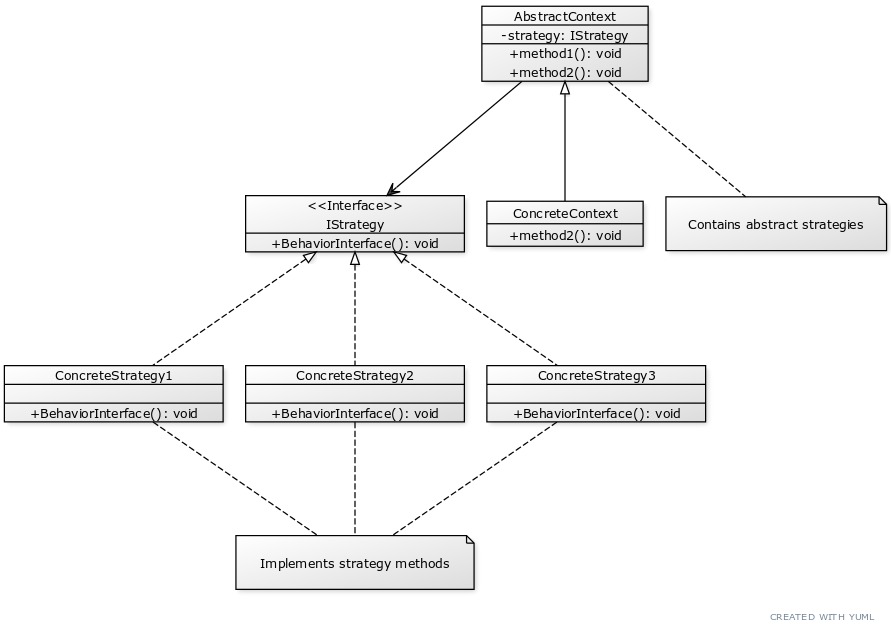 AbstractContext
-strategy: IStrategy
+method1(): void
+method2(): void
<<Interface>>
IStrategy
+BehaviorInterface(): void
ConcreteContext
+method2(): void
Contains abstract strategies
ConcreteStrategy1
+BehaviorInterface(): void
ConcreteStrategy2
+BehaviorInterface(): void
ConcreteStrategy3
+BehaviorInterface(): void
Implements strategy methods
CREATED WITH YUML